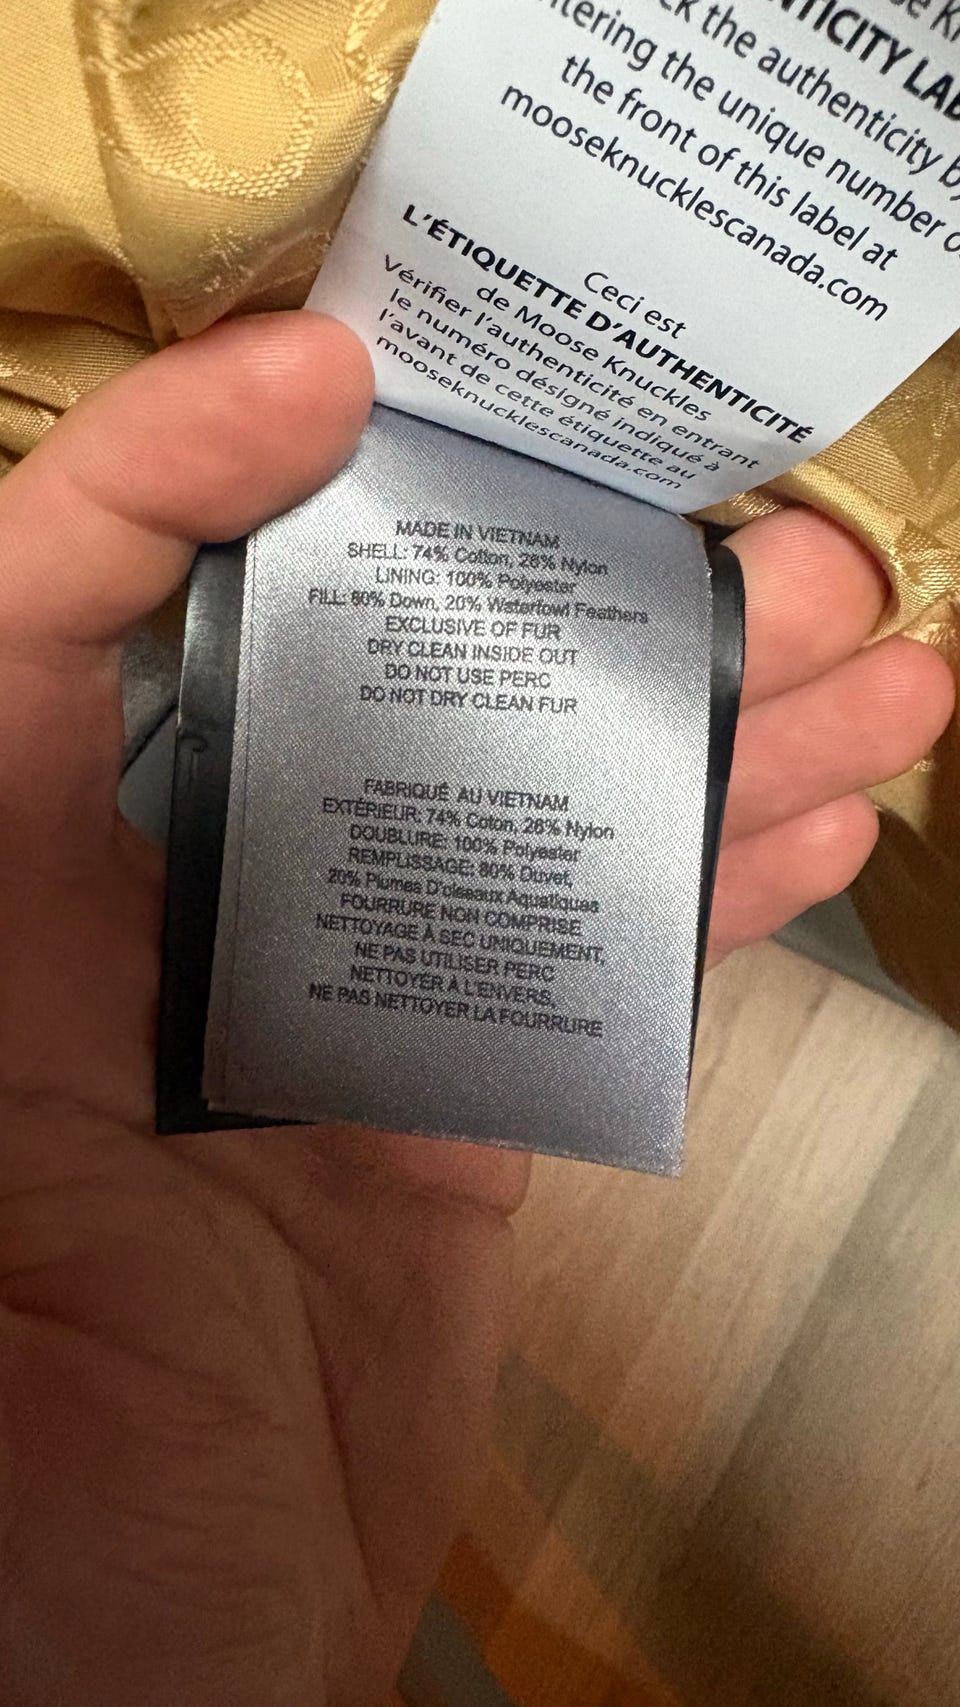 TICITY LAB
ck the authenticity by
tering the unique number o
the front of this label at
mooseknucklescanada.com
Ceci est
L'ÉTIQUETTE D'AUTHENTICITÉ
de Moose Knuckles
Vérifier l'authenticité en entrant
le numéro désigné indiqué à
l'avant de cette étiquette au
mooseknucklescanada.com
MADE IN VIETNAM
SHELL: 74% Cotton, 26% Nylon
LINING: 100% Polyester
FILL: 80% Down, 20% Waterfowl Feathers
EXCLUSIVE OF FUR
DRY CLEAN INSIDE OUT
DO NOT USE PERC
DO NOT DRY CLEAN FUR
FABRIQUÉ AU VIETNAM
EXTÉRIEUR: 74% Coton, 26% Nylon
DOUBLURE: 100% Polyester
REMPLISSAGE: 80% Duvet,
20% Plumes D'oiseaux Aquatiques
FOURRURE NON COMPRISE
NETTOYAGE À SEC UNIQUEMENT,
NE PAS UTILISER PERC
NETTOYER À L'ENVERS,
NE PAS NETTOYER LA FOURRURE